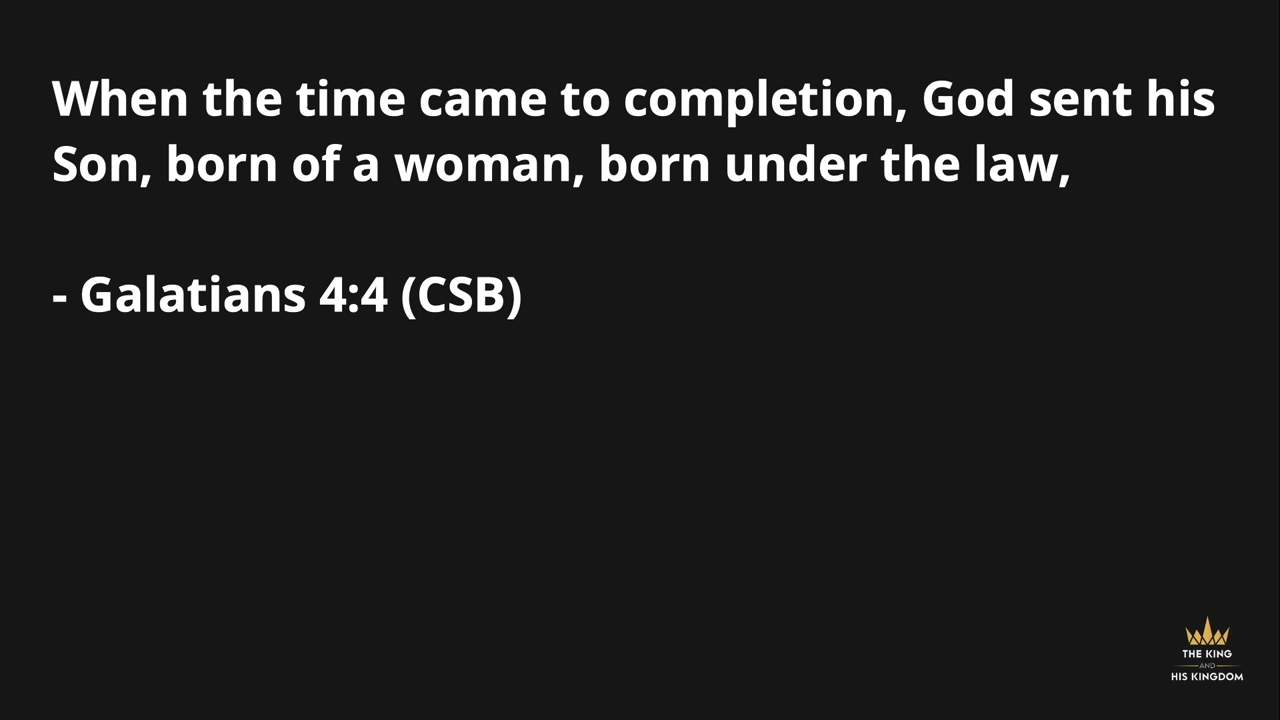 When the time came to completion, God sent his
Son, born of a woman, born under the law,
- Galatians 4:4 (CSB)
THE KING
AND
HIS KINGDOM